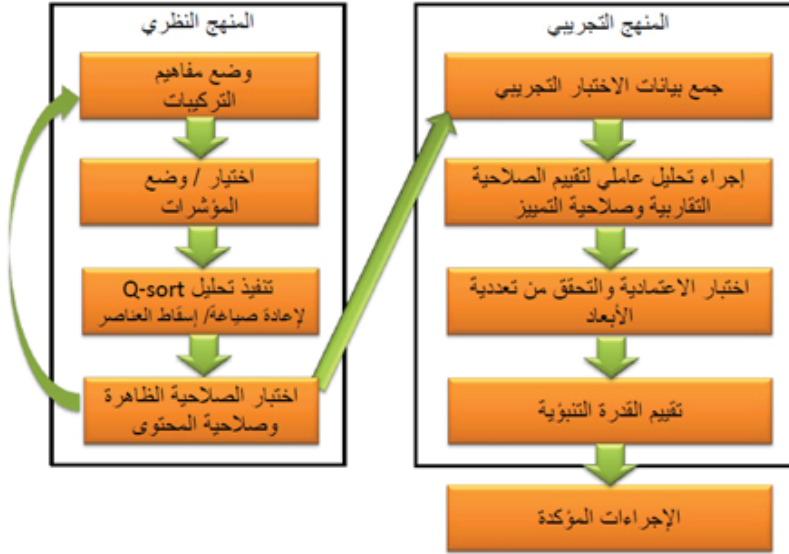 المنهج النظري
وضع مفاهيم
التركيبات
اختيار / وضع
المؤشرات
تنفيذ تحليل Q-sort
لإعادة صياغة/ إسقاط العناصر
اختبار الصلاحية الظاهرة
وصلاحية المحتوى
المنهج التجريبي
جمع بيانات الاختبار التجريبي
إجراء تحليل عاملي لتقييم الصلاحية
التقاربية وصلاحية التمييز
اختبار الاعتمادية والتحقق من تعددية
الأبعاد
تقييم القدرة التنبؤية
الإجراءات المؤكدة